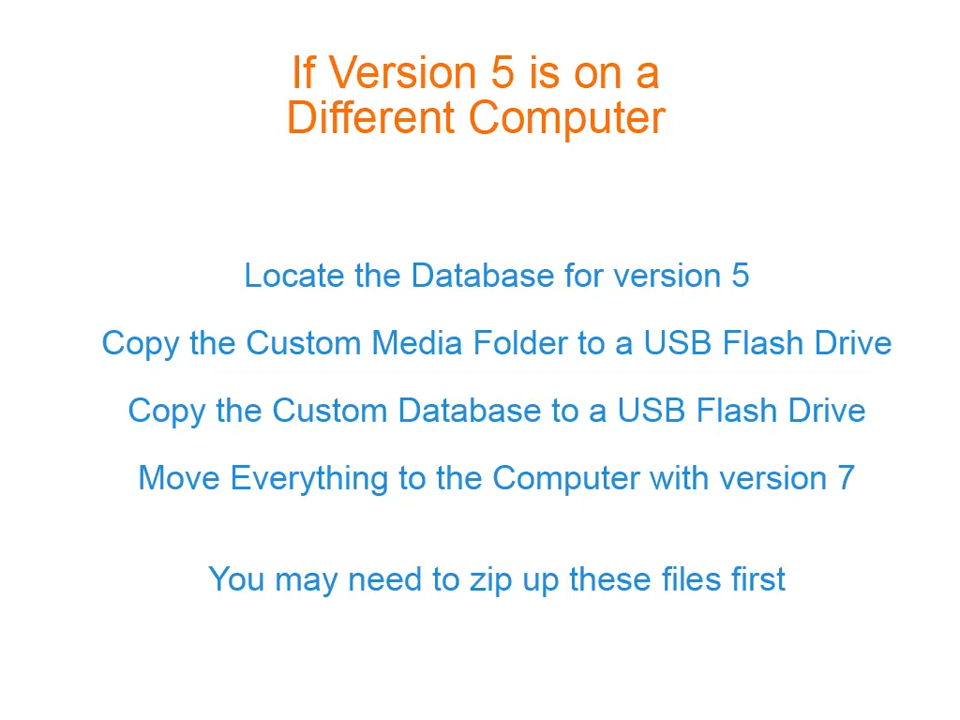 If Version 5 is on a
Different Computer
Locate the Database for version 5
Copy the Custom Media Folder to a USB Flash Drive
Copy the Custom Database to a USB Flash Drive
Move Everything to the Computer with version 7
You may need to zip up these files first